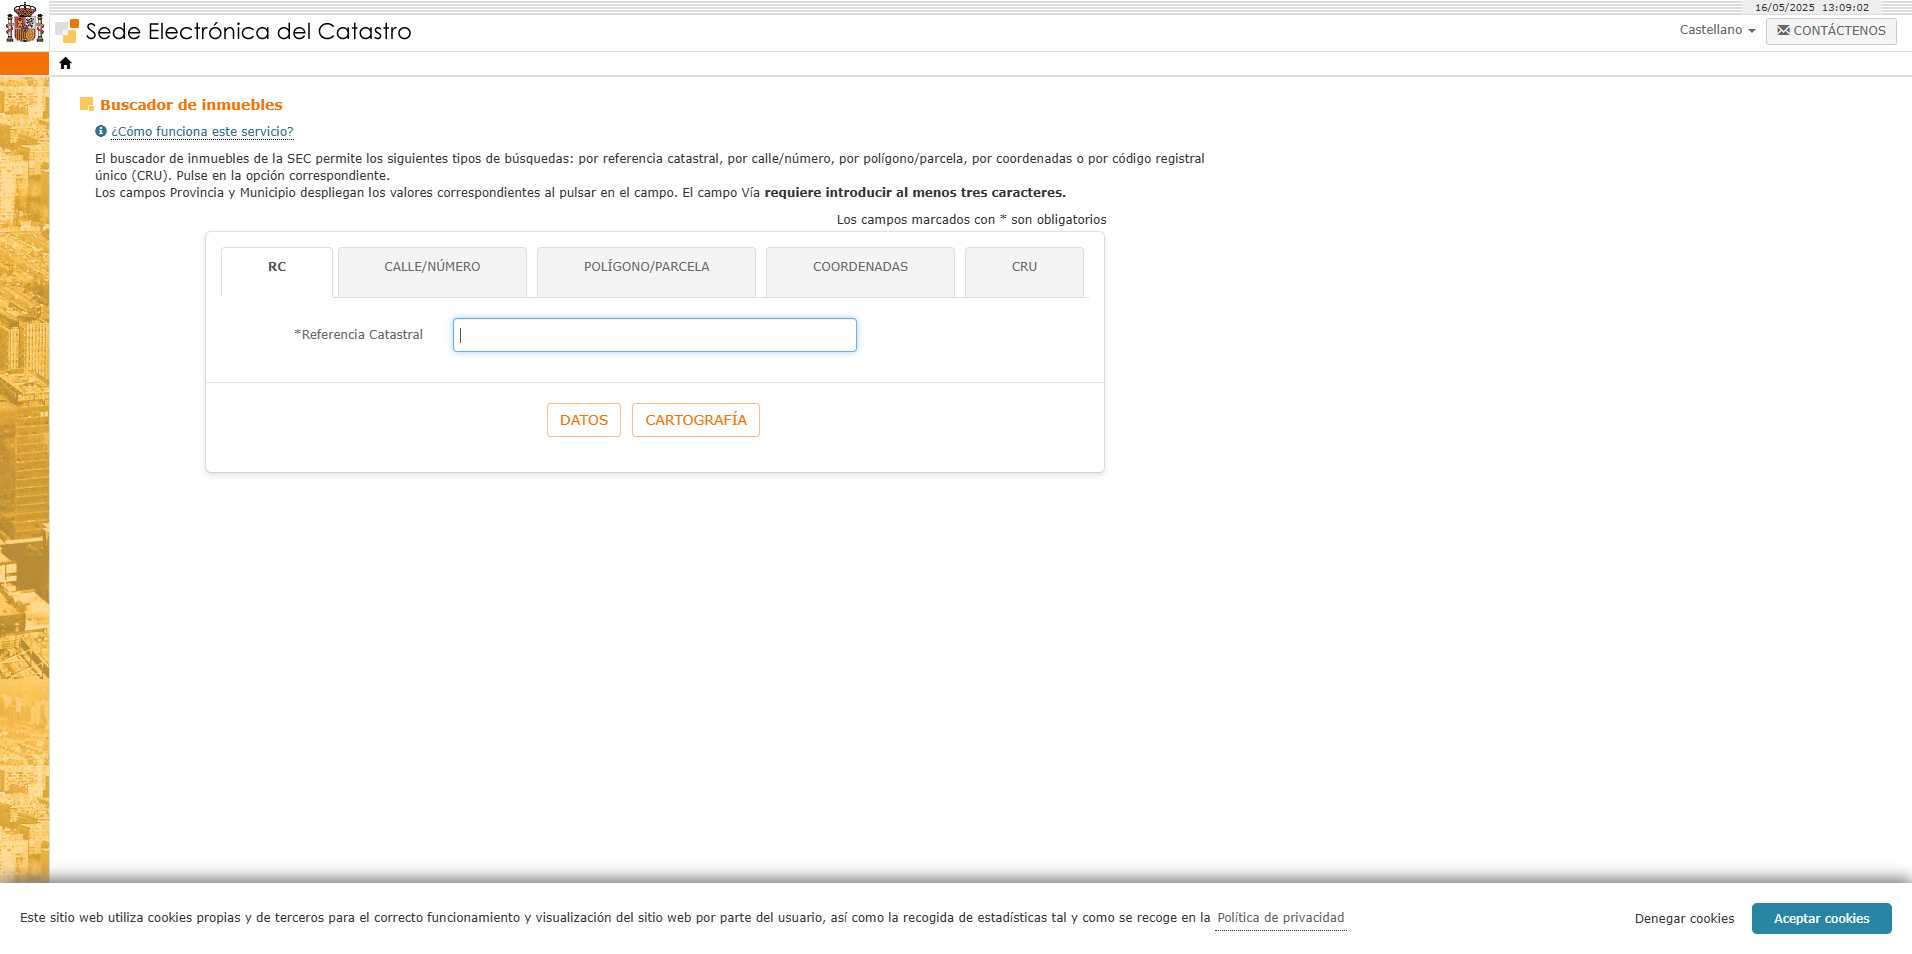 16/05/2025 13:09:02
Sede Electrónica del Catastro
Castellano
CONTÁCTENOS
Buscador de inmuebles
¿Cómo funciona este servicio?
El buscador de inmuebles de la SEC permite los siguientes tipos de búsquedas: por referencia catastral, por calle/número, por polígono/parcela, por coordenadas o por código registral
único (CRU). Pulse en la opción correspondiente.
Los campos Provincia y Municipio despliegan los valores correspondientes al pulsar en el campo. El campo Vía requiere introducir al menos tres caracteres.
Los campos marcados con * son obligatorios
RC
CALLE/NÚMERO
POLÍGONO/PARCELA
COORDENADAS
CRU
*Referencia Catastral
DATOS
CARTOGRAFÍA
Este sitio web utiliza cookies propias y de terceros para el correcto funcionamiento y visualización del sitio web por parte del usuario, así como la recogida de estadísticas tal y como se recoge en la Política de privacidad
Denegar cookies
Aceptar cookies